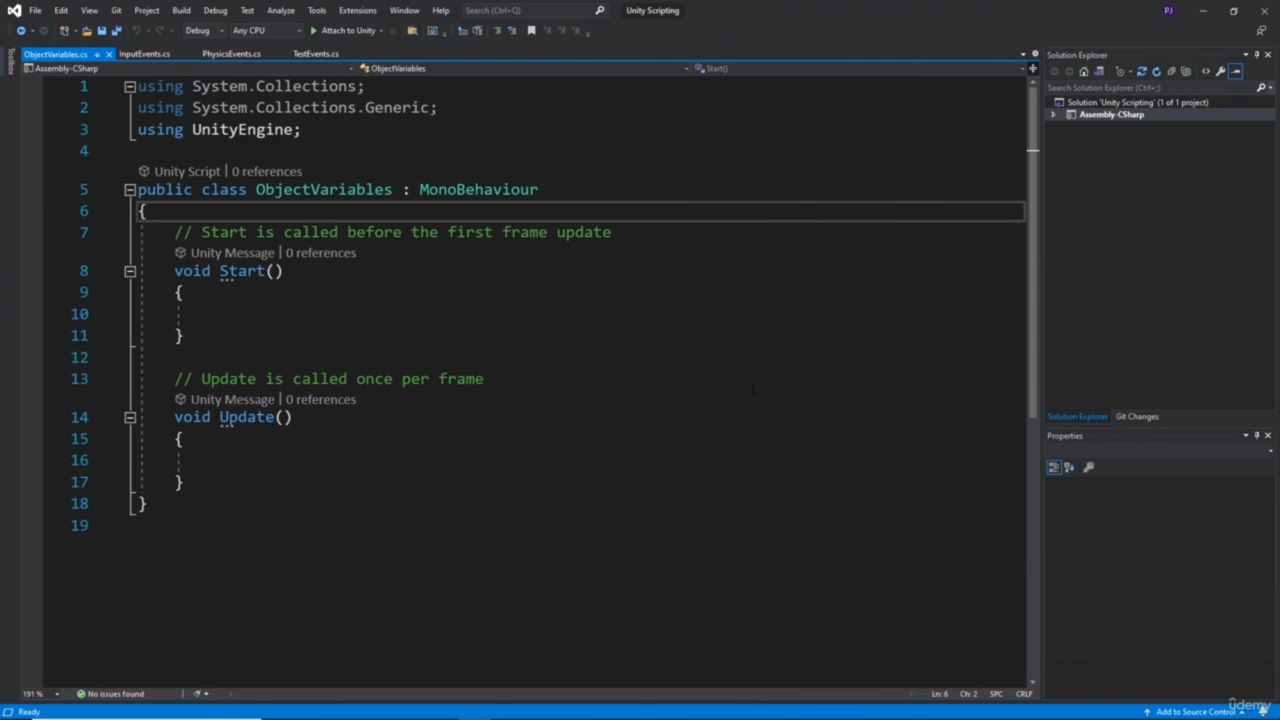 File Edit View Git Project Build Debug Test Analyze Tools Extensions Window Help Search (Ctrl+Q) Unity Scripting PJ
Debug Any CPU Attach to Unity
Toolbox
ObjectVariables.cs InputEvents.cs PhysicsEvents.cs TestEvents.cs
Assembly-CSharp ObjectVariables Start()
1 using System.Collections;
2 using System.Collections.Generic;
3 using UnityEngine;
4
Unity Script | 0 references
5 public class ObjectVariables : MonoBehaviour
6 {
7 // Start is called before the first frame update
Unity Message | 0 references
8 void Start()
9 {
10
11 }
12
13 // Update is called once per frame
Unity Message | 0 references
14 void Update()
15 {
16
17 }
18 }
19
191 % No issues found Ln: 6 Ch: 2 SPC CRLF
Solution Explorer
Search Solution Explorer (Ctrl+;)
Solution 'Unity Scripting' (1 of 1 project)
Assembly-CSharp
Solution Explorer Git Changes
Properties
Ready Add to Source Control
udemy